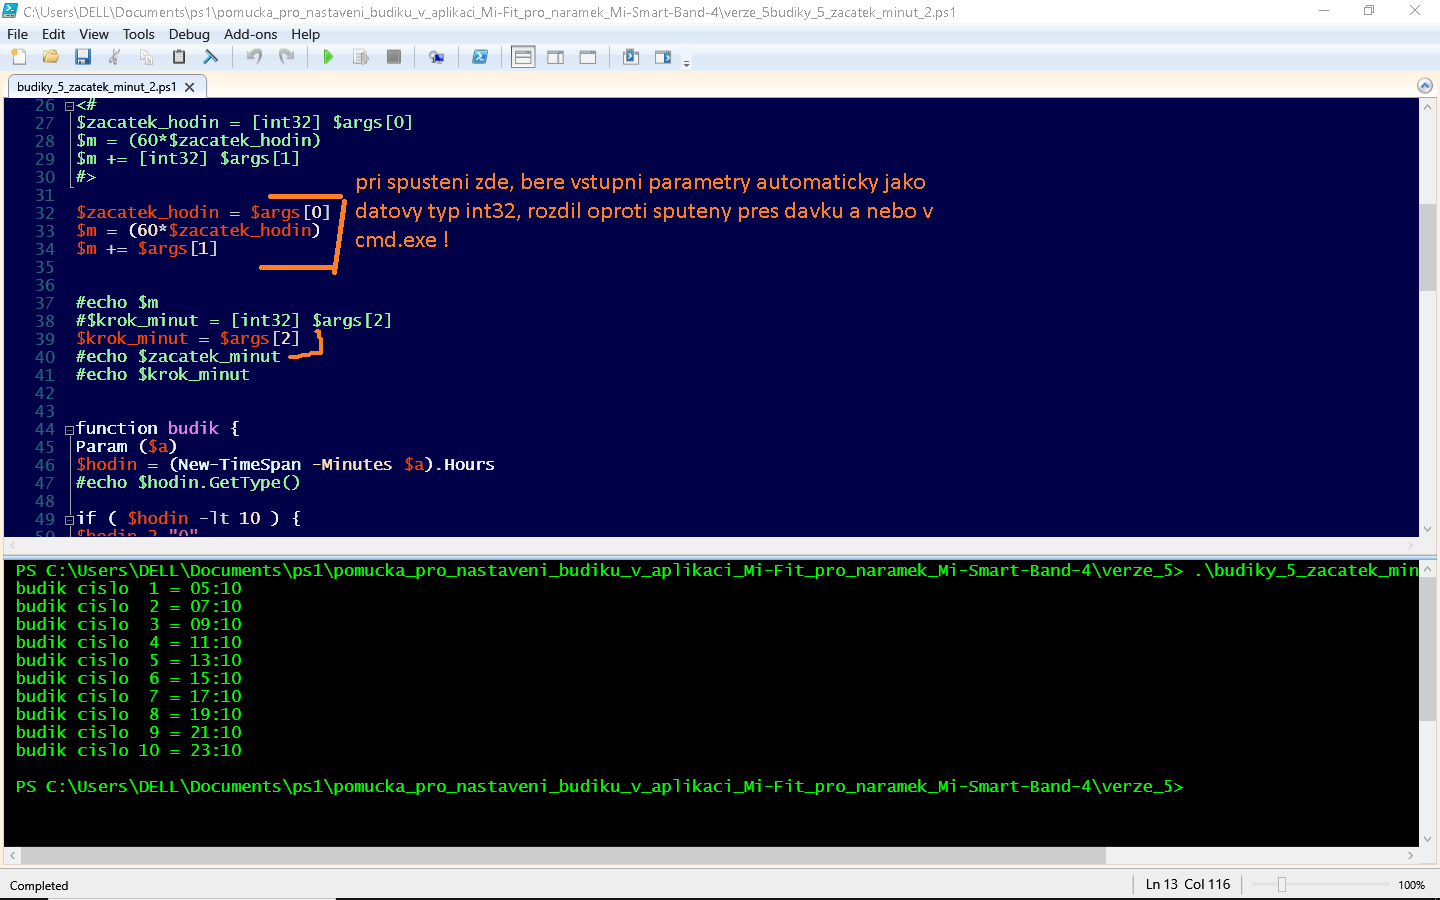 C:\Users\DELL\Documents\ps1\pomucka_pro_nastaveni_budiku_v_aplikaci_Mi-Fit_pro_naramek_Mi-Smart-Band-4\verze_5budiky_5_zacatek_minut_2.ps1
File Edit View Tools Debug Add-ons Help
budiky_5_zacatek_minut_2.ps1
26 <#
27 $zacatek_hodin = [int32] $args[0]
28 $m = (60*$zacatek_hodin)
29 $m += [int32] $args[1]
30 #>
31
32 $zacatek_hodin = $args[0]
33 $m = (60*$zacatek_hodin)
34 $m += $args[1]
35
pri spusteni zde, bere vstupni parametry automaticky jako
datovy typ int32, rozdil oproti sputeny pres davku a nebo v
cmd.exe !
36
37 #echo $m
38 #$krok_minut = [int32] $args[2]
39 $krok_minut = $args[2]
40 #echo $zacatek_minut
41 #echo $krok_minut
42
43
44 function budik {
45 Param ($a)
46 $hodin = (New-TimeSpan -Minutes $a).Hours
47 #echo $hodin.GetType()
48
49 if ( $hodin -lt 10 ) {
PS C:\Users\DELL\Documents\ps1\pomucka_pro_nastaveni_budiku_v_aplikaci_Mi-Fit_pro_naramek_Mi-Smart-Band-4\verze_5> .\budiky_5_zacatek_min
budik cislo  1 = 05:10
budik cislo  2 = 07:10
budik cislo  3 = 09:10
budik cislo  4 = 11:10
budik cislo  5 = 13:10
budik cislo  6 = 15:10
budik cislo  7 = 17:10
budik cislo  8 = 19:10
budik cislo  9 = 21:10
budik cislo 10 = 23:10
PS C:\Users\DELL\Documents\ps1\pomucka_pro_nastaveni_budiku_v_aplikaci_Mi-Fit_pro_naramek_Mi-Smart-Band-4\verze_5>
Completed
Ln 13 Col 116
100%